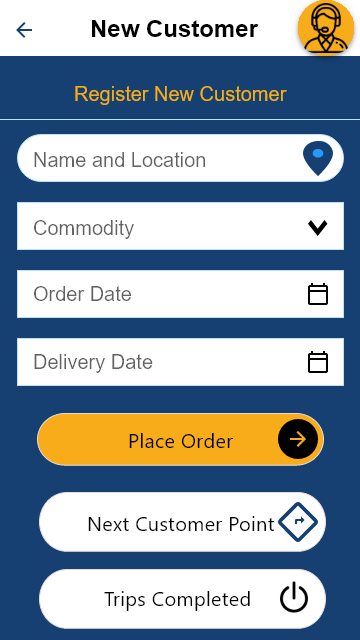 New Customer
Register New Customer
Name and Location
Commodity
Order Date
Delivery Date
Place Order
Next Customer Point
Trips Completed